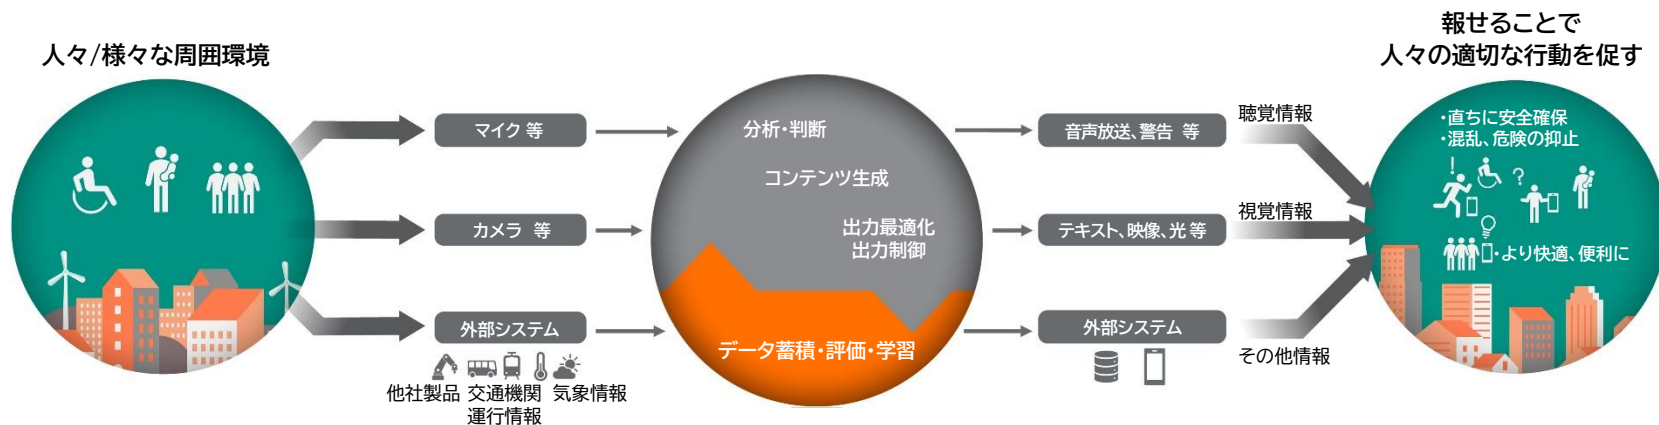 人々/様々な周囲環境
マイク 等
カメラ 等
外部システム
他社製品
交通機関
運行情報
気象情報
分析・判断
コンテンツ生成
出力最適化
出力制御
データ蓄積・評価・学習
音声放送、警告 等
テキスト、映像、光 等
外部システム
聴覚情報
視覚情報
その他情報
報せることで
人々の適切な行動を促す
・直ちに安全確保
・混乱、危険の抑止
!
?
・より快適、便利に